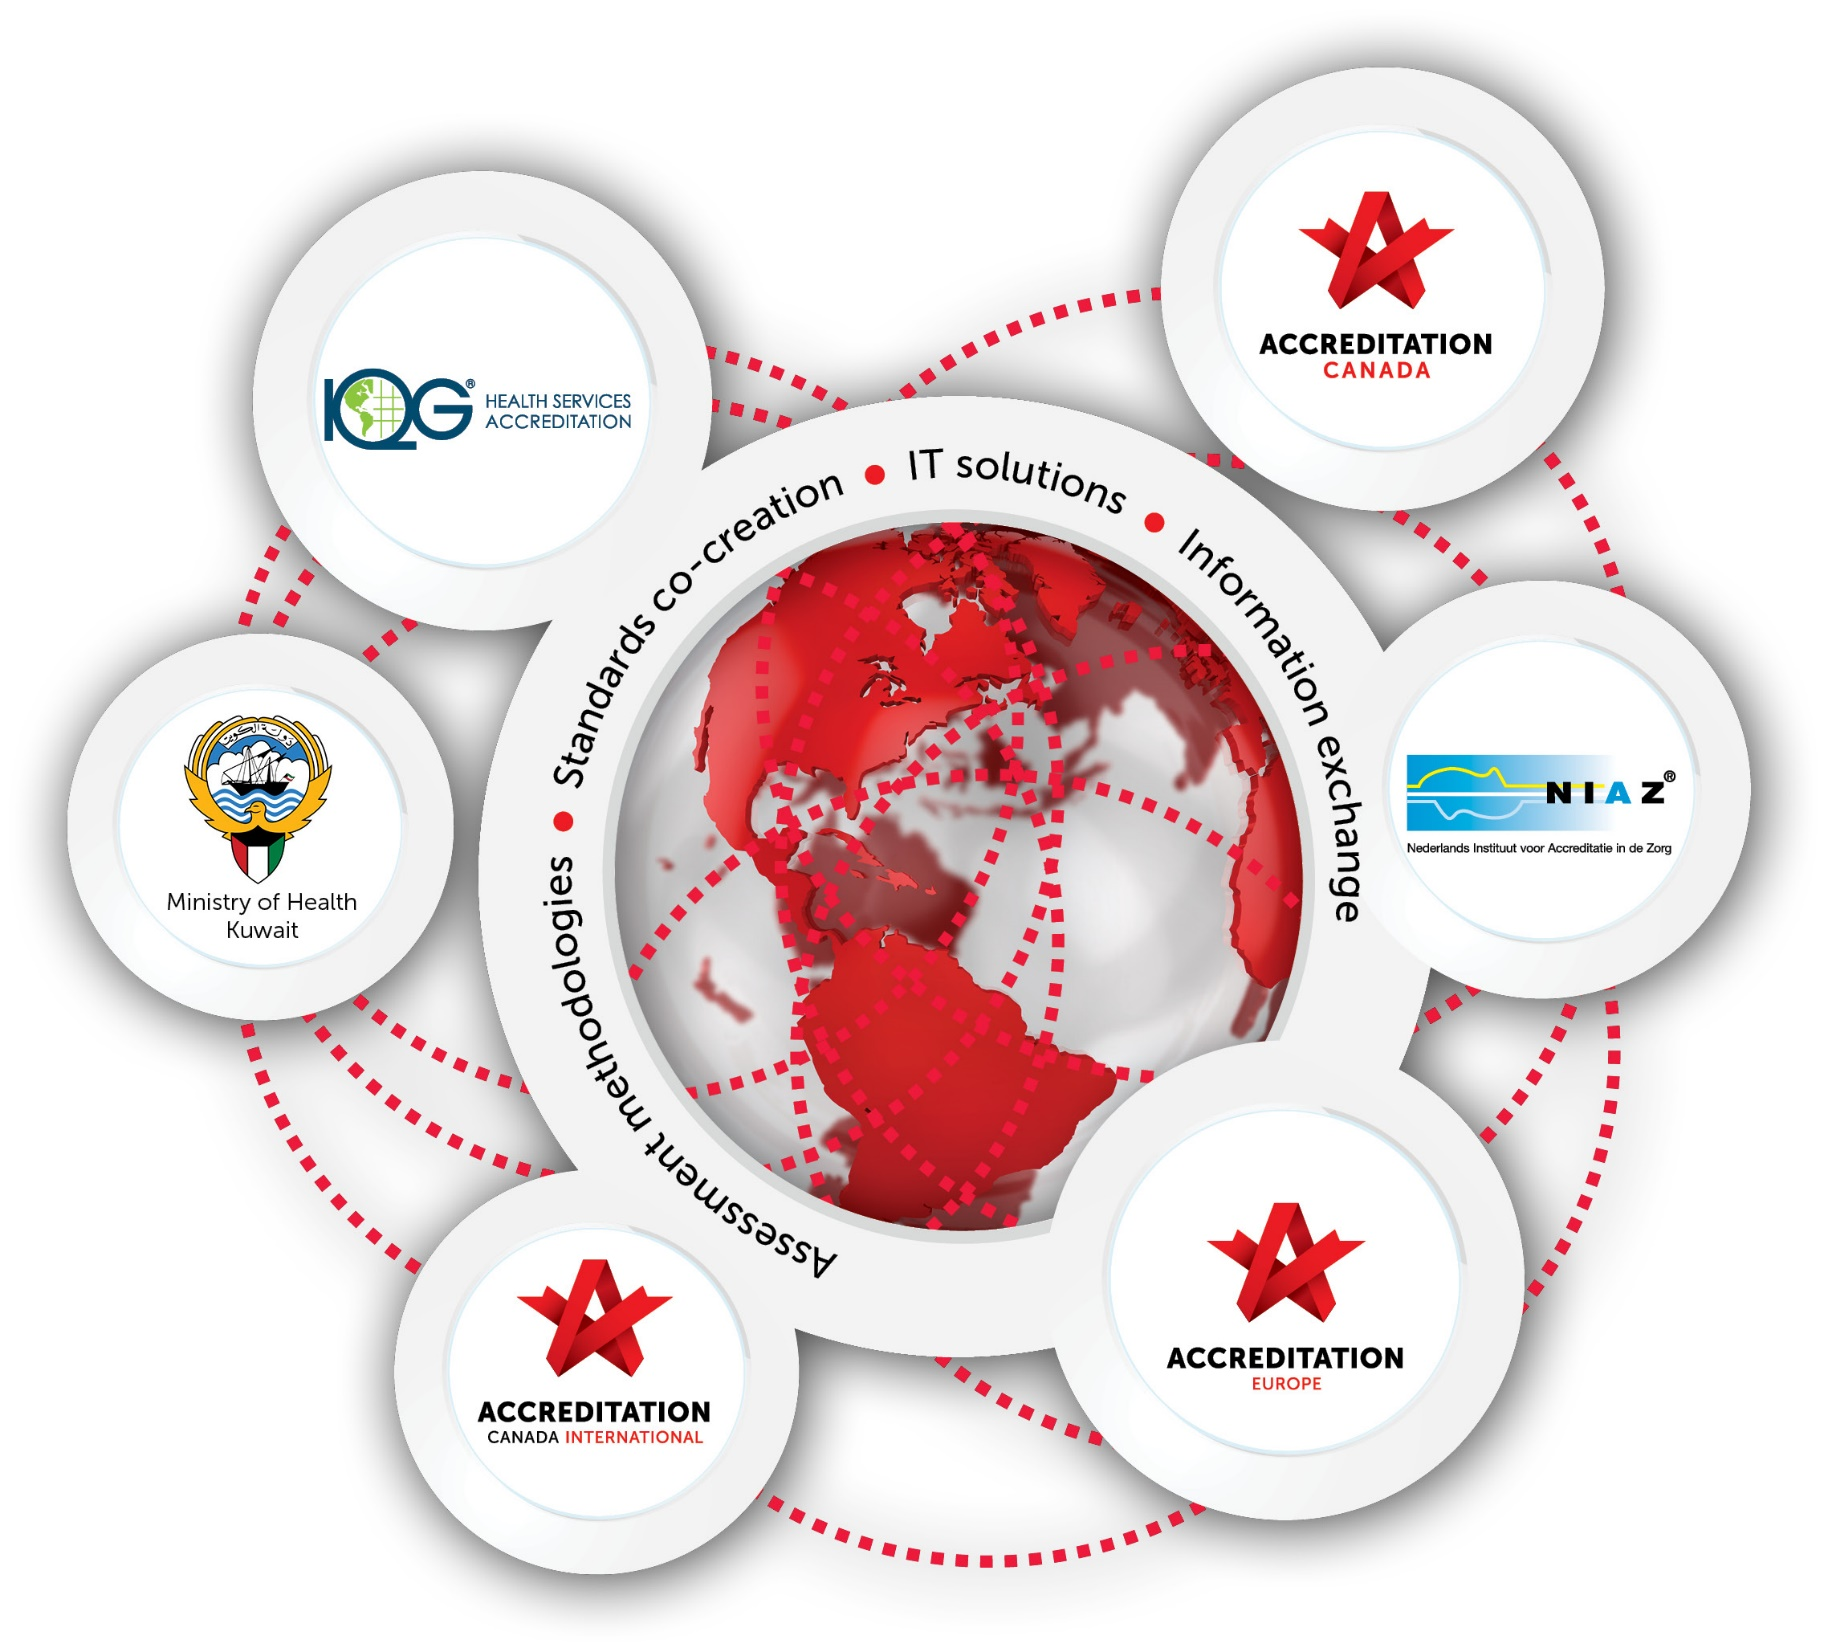 ACCREDITATION
CANADA
IQG®
HEALTH SERVICES
ACCREDITATION
Assessment methodologies • Standards co-creation • IT solutions • Information exchange
NIAZ®
Nederlands Instituut voor Accreditatie in de Zorg
Ministry of Health
Kuwait
ACCREDITATION
EUROPE
ACCREDITATION
CANADA INTERNATIONAL